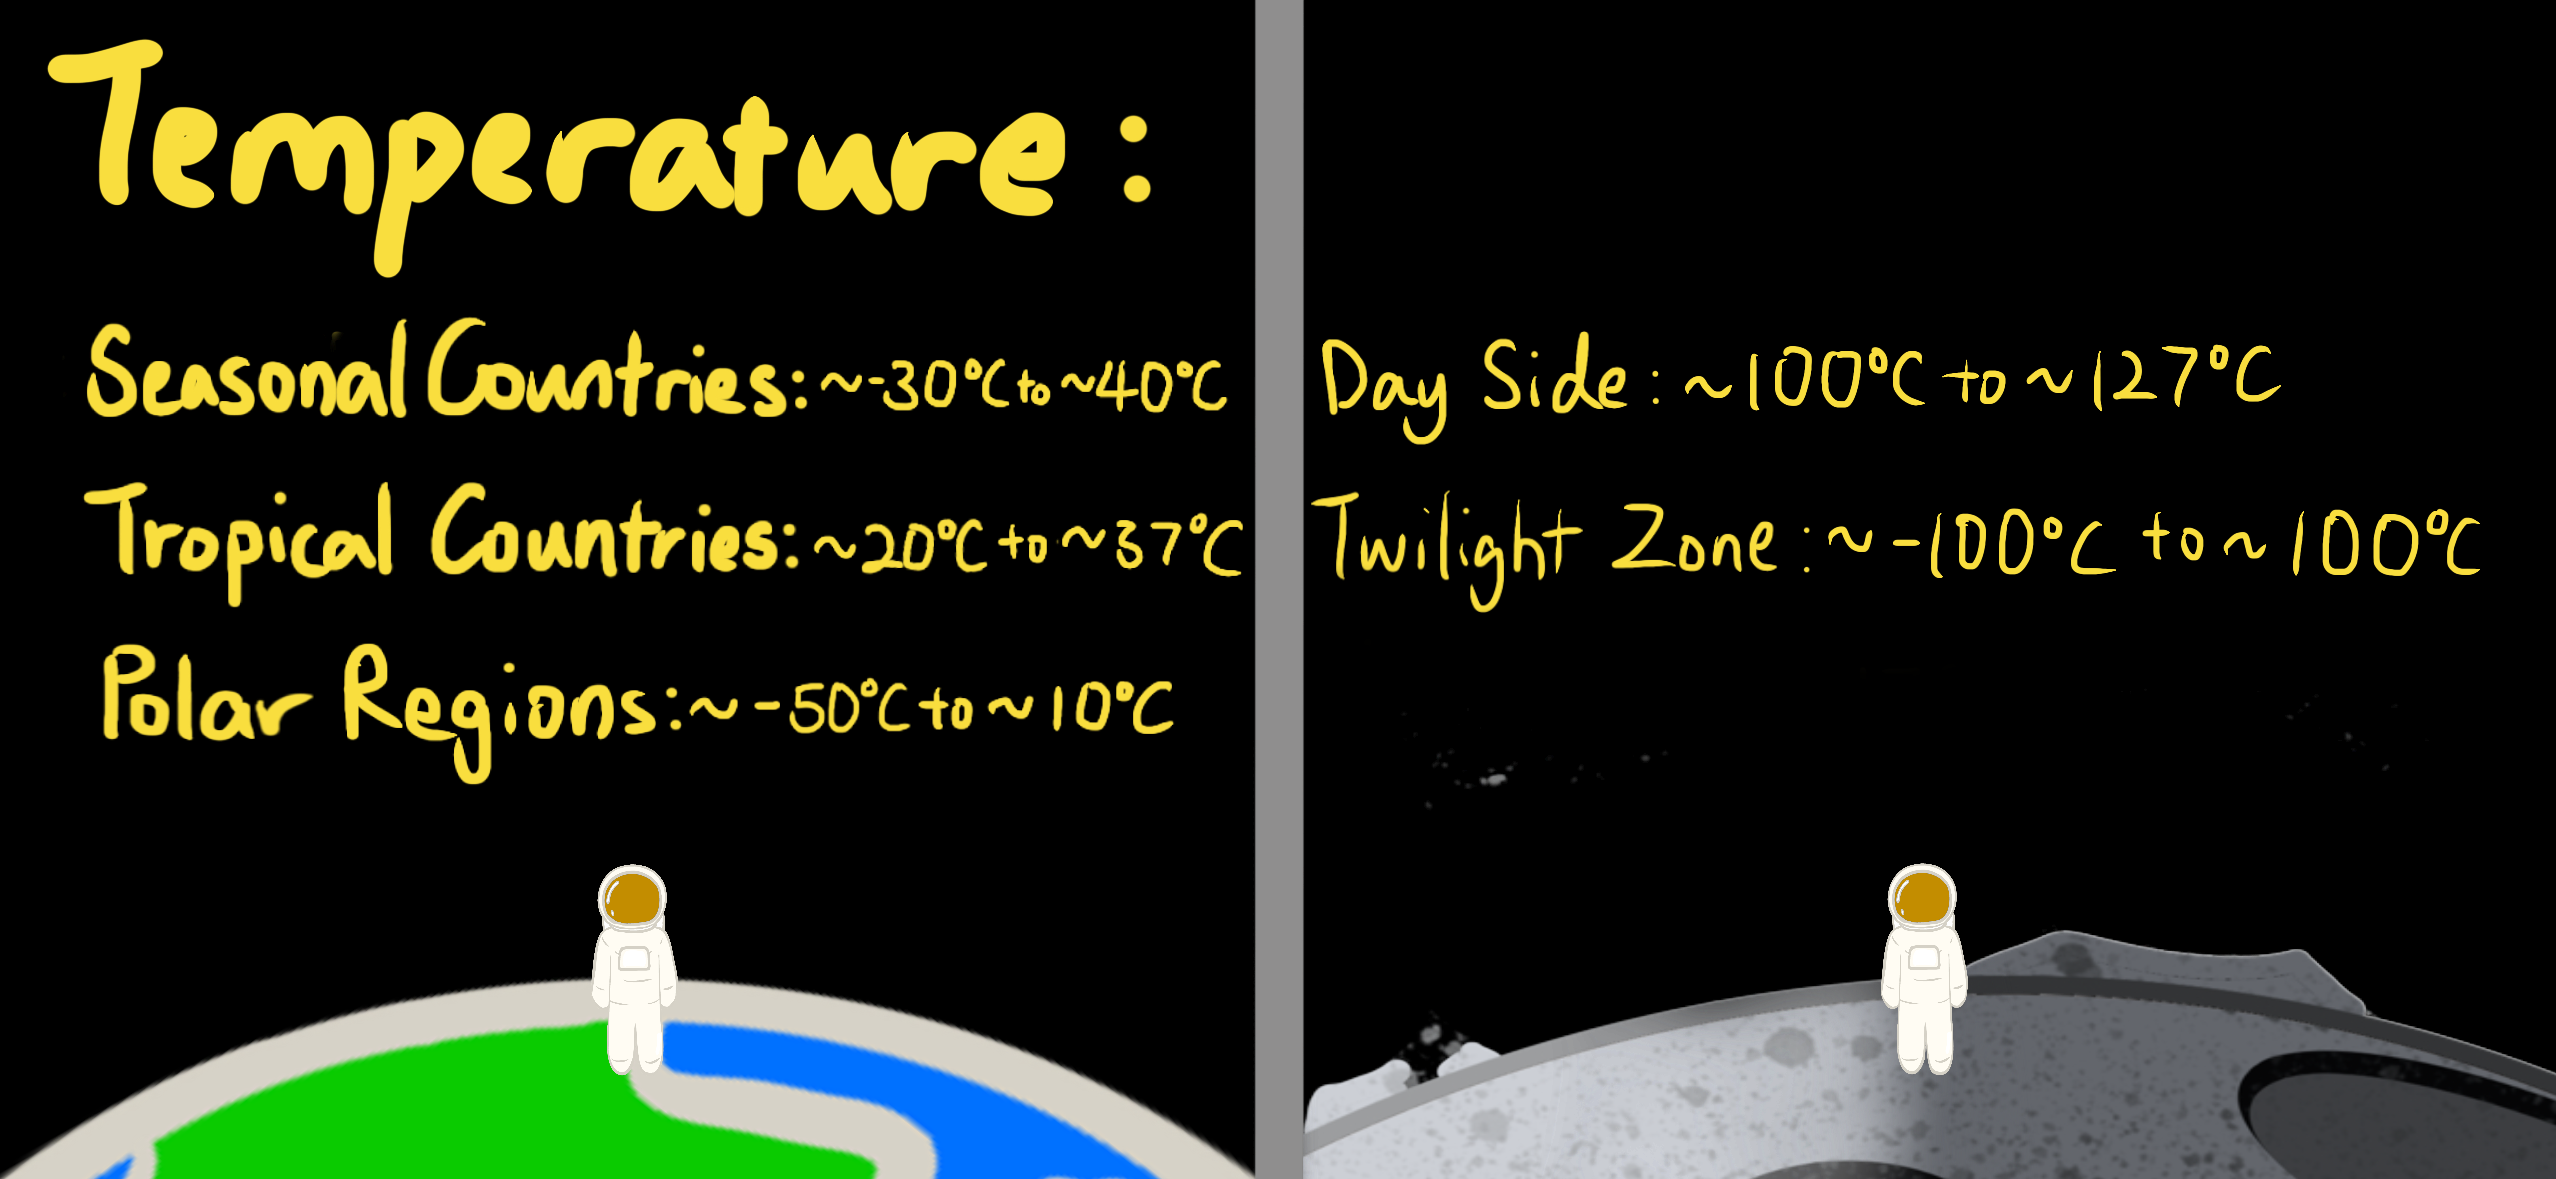 Temperature:
Seasonal Countries: ~-30°C to ~40°C
Tropical Countries: ~20°C to ~37°C
Polar Regions: ~ -50°C to ~10°C
Day Side: ~100°C to ~127°C
Twilight Zone: ~ -100°C to ~100°C